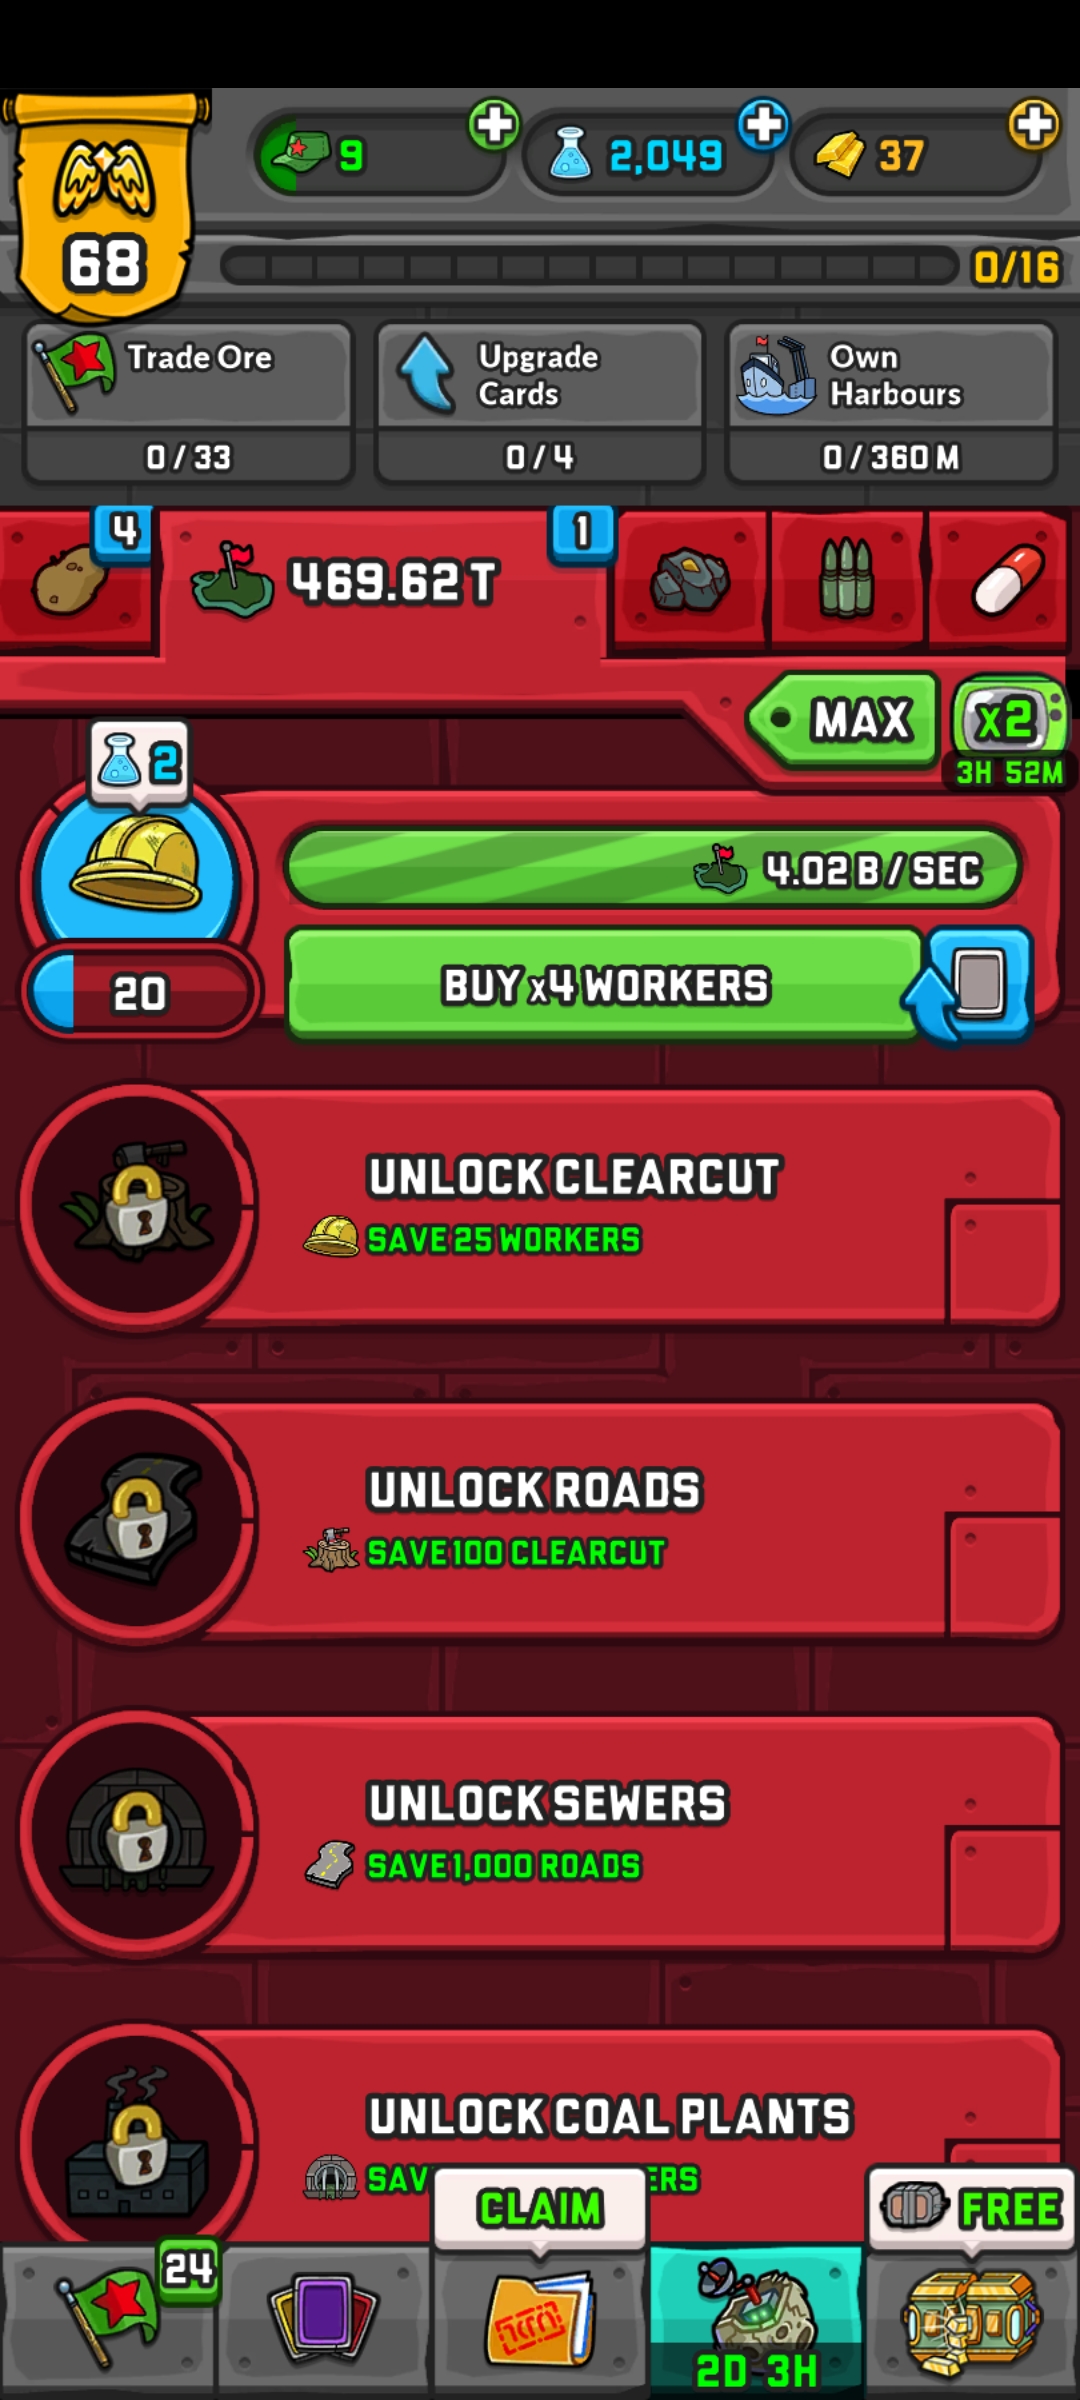 9
2,049
37
68
0/16
Trade Ore
0/33
Upgrade
Cards
0/4
Own
Harbours
0/360 M
4
469.62 T
1
MAX
x2
3H 52M
2
4.02 B / SEC
20
BUY x4 WORKERS
UNLOCK CLEARCUT
SAVE 25 WORKERS
UNLOCK ROADS
SAVE 100 CLEARCUT
UNLOCK SEWERS
SAVE 1,000 ROADS
UNLOCK COAL PLANTS
CLAIM
FREE
24
2D 3H